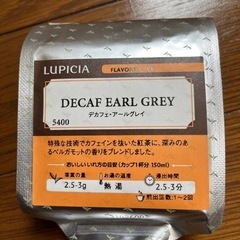 LUPICIA
FLAVORED
DECAF EARL GREY
デカフェ・アールグレイ
5400
特殊な技術でカフェインを抜いた紅茶に、深みのある
ベルガモットの香りをブレンドしました。
おいしいいれ方の目安（カップ1杯分 150ml）
茶葉の量 お湯の温度 浸出時間
2.5-3g 熱湯 2.5-3分
煎出回数：1~2回